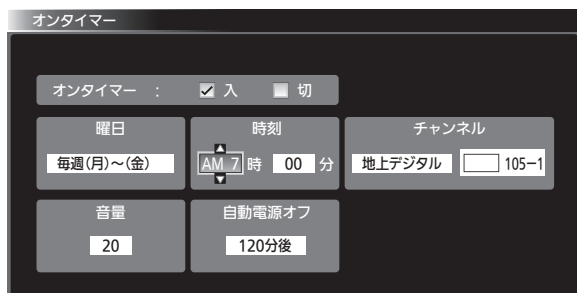 オンタイマー
オンタイマー : 入 切
曜日
毎週(月)～(金)
時刻
AM 7 時 00 分
チャンネル
地上デジタル 105-1
音量
20
自動電源オフ
120分後